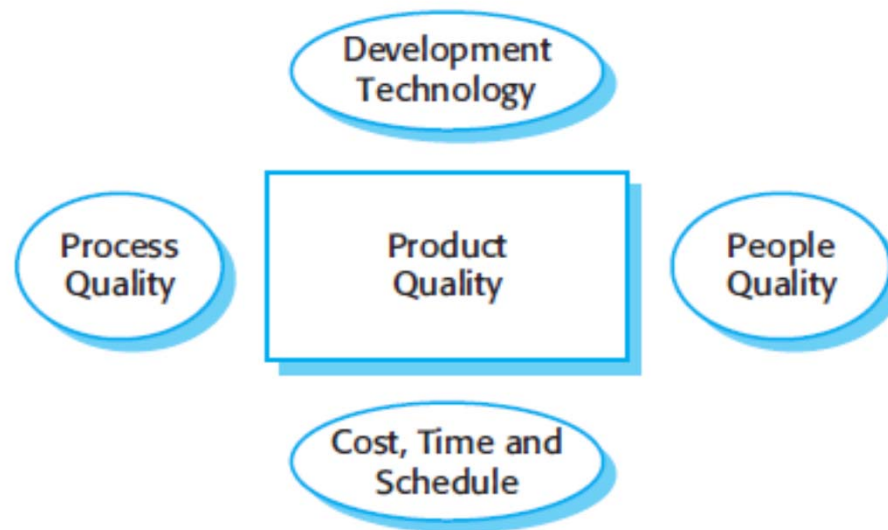 Development
Technology
Process
Quality
Product
Quality
People
Quality
Cost, Time and
Schedule